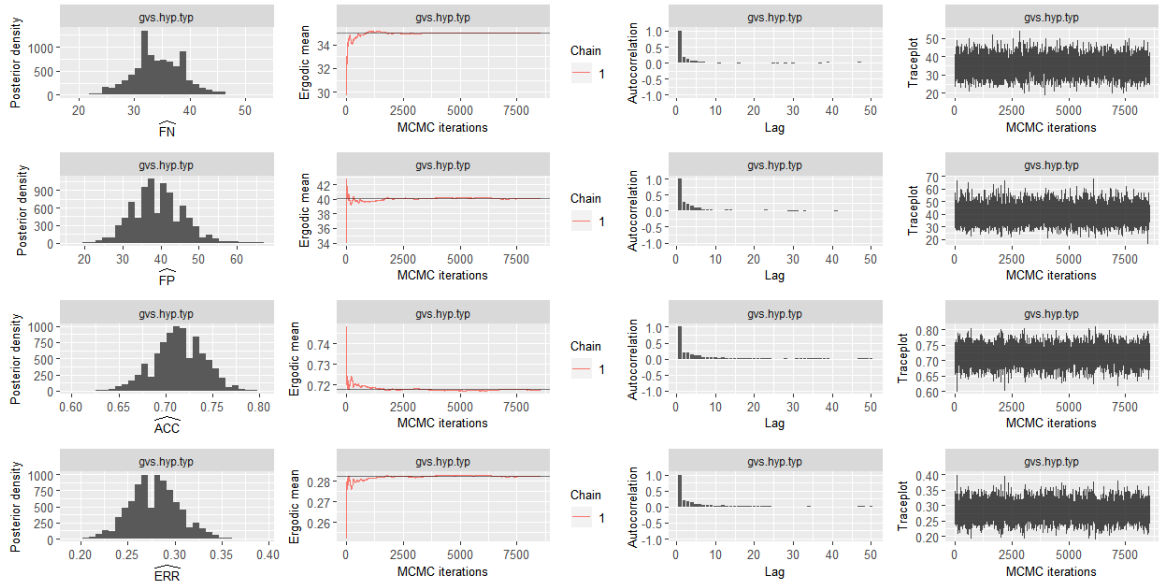 gvs.hyp.typ gvs.hyp.typ gvs.hyp.typ gvs.hyp.typ
Posterior density
1000
500
0
20 30 40 50
FN
Ergodic mean
35
34
33
32
31
30
0 2500 5000 7500
MCMC iterations
Chain
1
Autocorrelation
1.0
0.5
0.0
-0.5
-1.0
0 10 20 30 40 50
Lag
Traceplot
50
40
30
20
0 2500 5000 7500
MCMC iterations
gvs.hyp.typ gvs.hyp.typ gvs.hyp.typ gvs.hyp.typ
Posterior density
900
600
300
0
20 30 40 50 60
FP
Ergodic mean
42
40
38
36
34
0 2500 5000 7500
MCMC iterations
Chain
1
Autocorrelation
1.0
0.5
0.0
-0.5
-1.0
0 10 20 30 40 50
Lag
Traceplot
70
60
50
40
30
20
0 2500 5000 7500
MCMC iterations
gvs.hyp.typ gvs.hyp.typ gvs.hyp.typ gvs.hyp.typ
Posterior density
1000
750
500
250
0
0.60 0.65 0.70 0.75 0.80
ACC
Ergodic mean
0.74
0.73
0.72
0 2500 5000 7500
MCMC iterations
Chain
1
Autocorrelation
1.0
0.5
0.0
-0.5
-1.0
0 10 20 30 40 50
Lag
Traceplot
0.80
0.75
0.70
0.65
0.60
0 2500 5000 7500
MCMC iterations
gvs.hyp.typ gvs.hyp.typ gvs.hyp.typ gvs.hyp.typ
Posterior density
1000
750
500
250
0
0.20 0.25 0.30 0.35 0.40
ERR
Ergodic mean
0.28
0.27
0.26
0 2500 5000 7500
MCMC iterations
Chain
1
Autocorrelation
1.0
0.5
0.0
-0.5
-1.0
0 10 20 30 40 50
Lag
Traceplot
0.40
0.35
0.30
0.25
0.20
0 2500 5000 7500
MCMC iterations